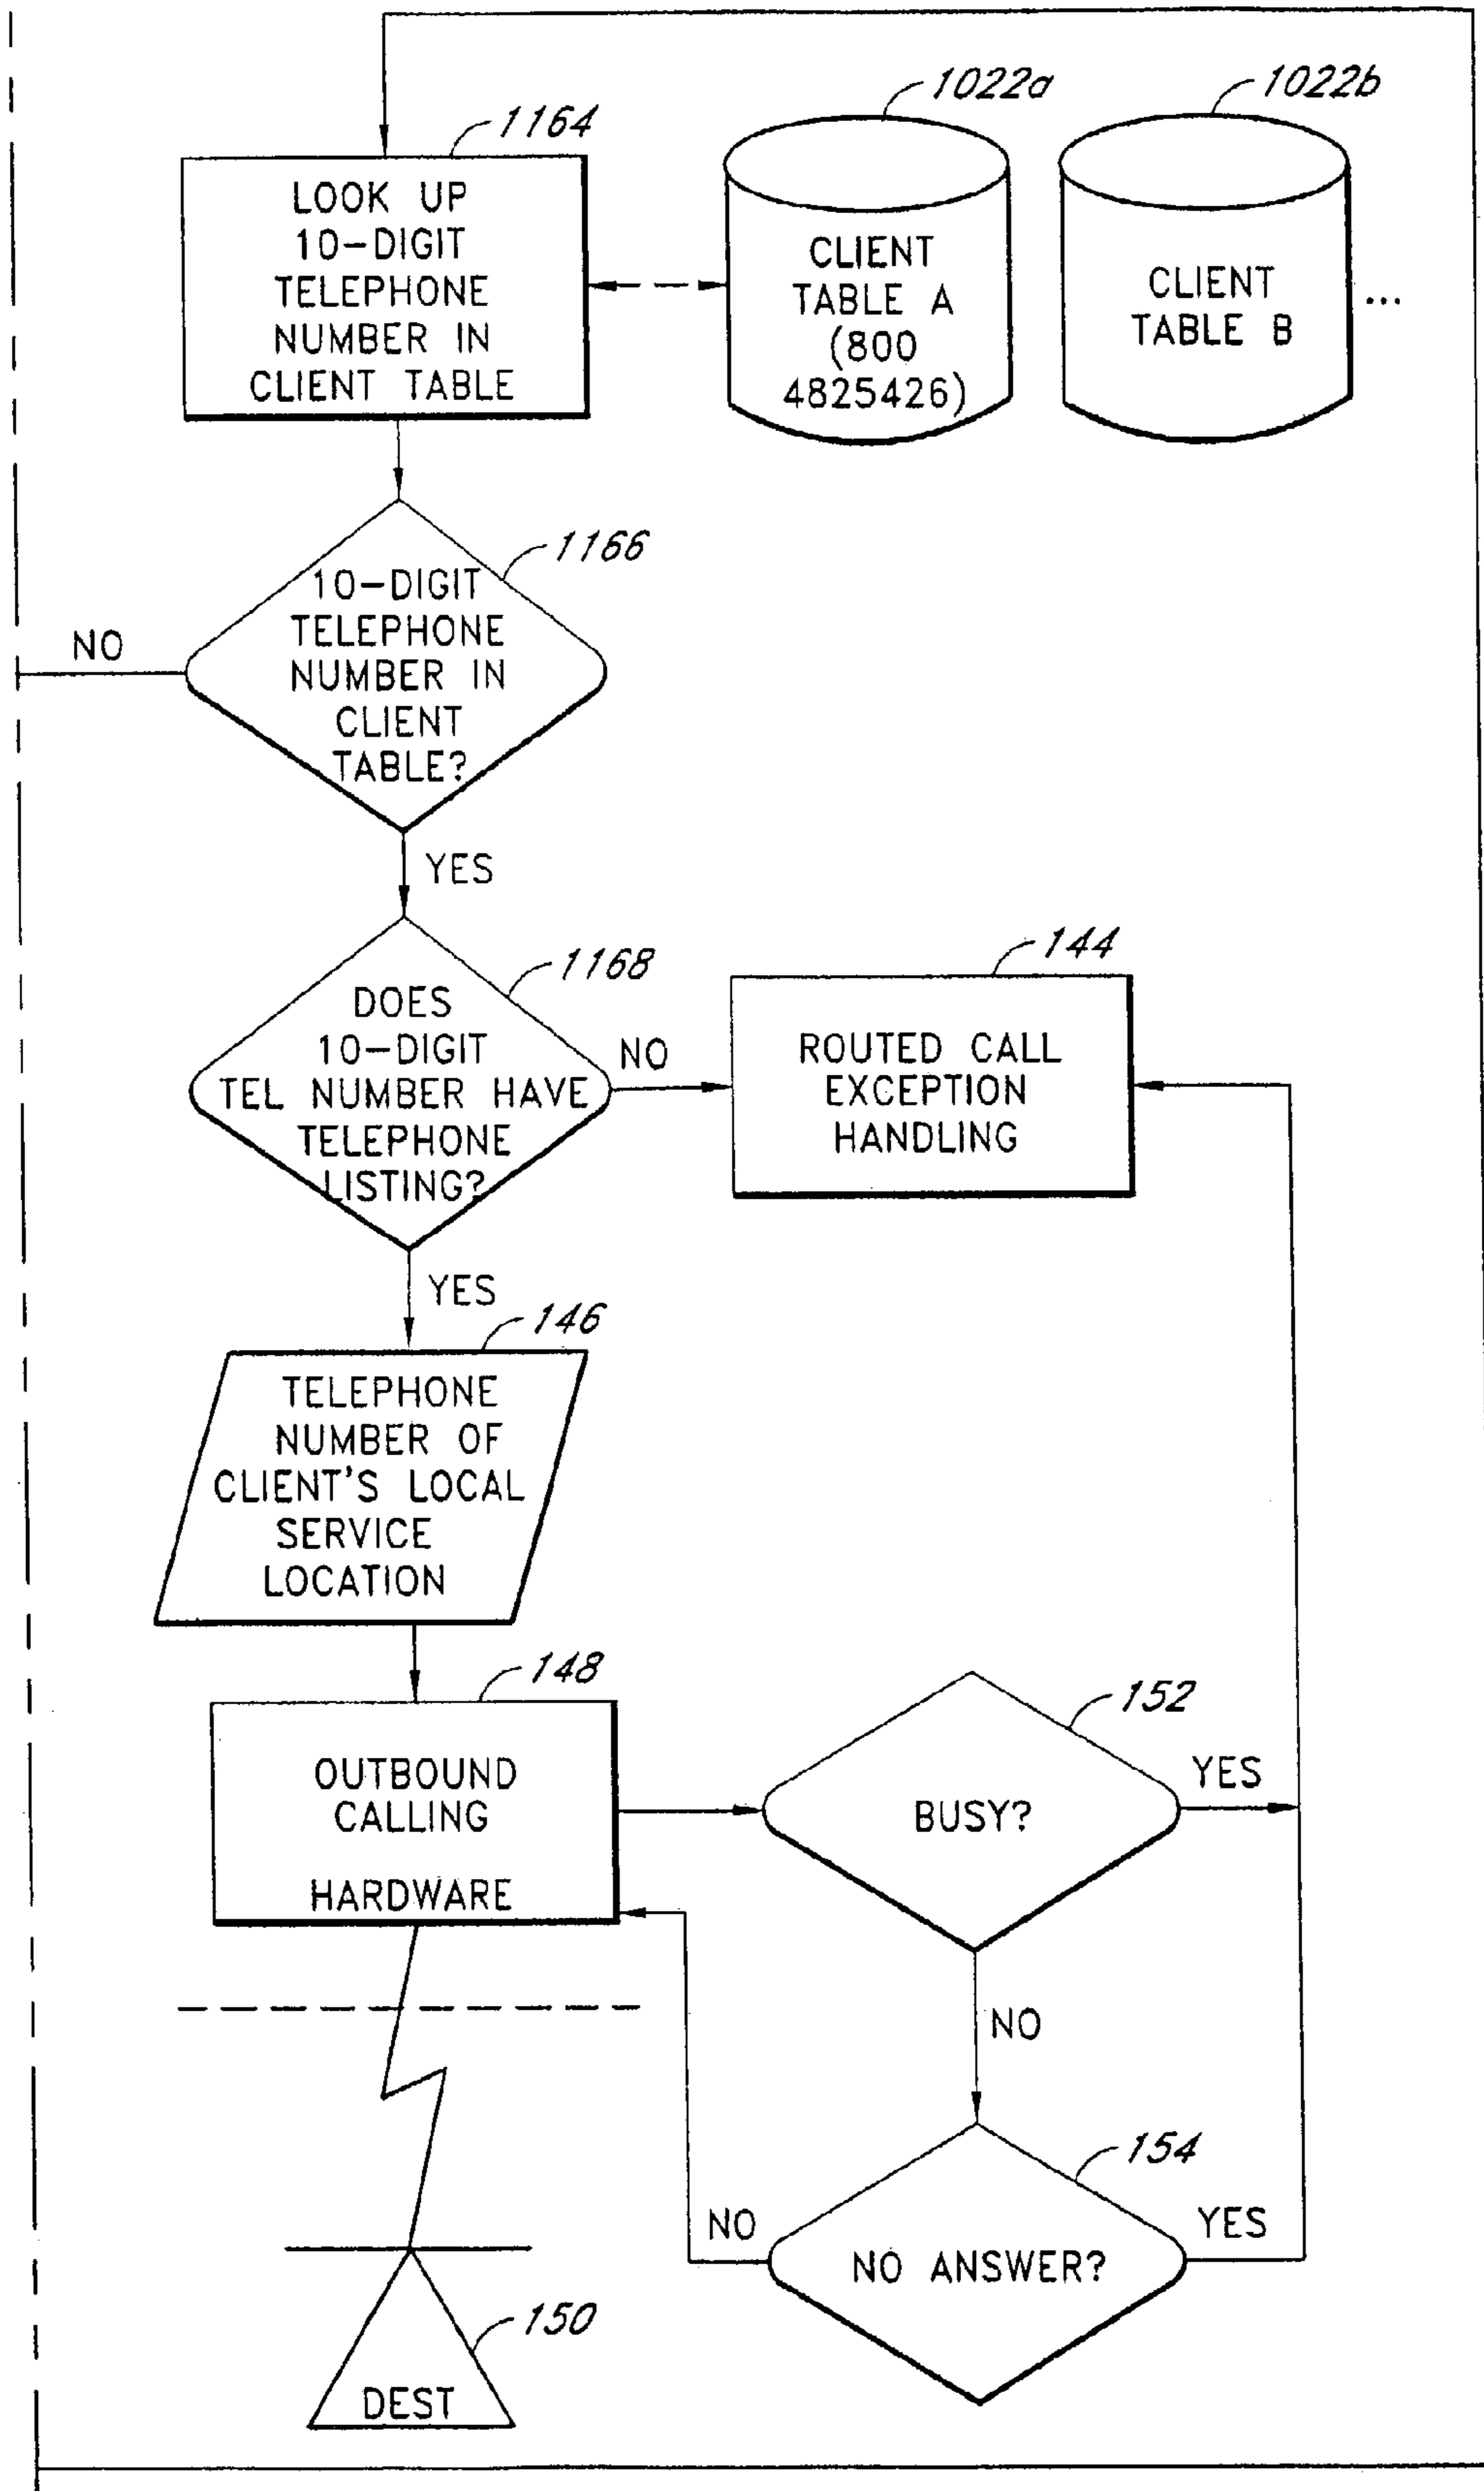 1022a
1022b
1164
LOOK UP
10-DIGIT
TELEPHONE
NUMBER IN
CLIENT TABLE
CLIENT
TABLE A
(800
4825426)
CLIENT
TABLE B
...
1166
10-DIGIT
TELEPHONE
NUMBER IN
CLIENT
TABLE?
NO
YES
1168
DOES
10-DIGIT
TEL NUMBER HAVE
TELEPHONE
LISTING?
NO
144
ROUTED CALL
EXCEPTION
HANDLING
YES
146
TELEPHONE
NUMBER OF
CLIENT'S LOCAL
SERVICE
LOCATION
148
OUTBOUND
CALLING
HARDWARE
152
BUSY?
YES
NO
154
NO ANSWER?
NO
YES
150
DEST